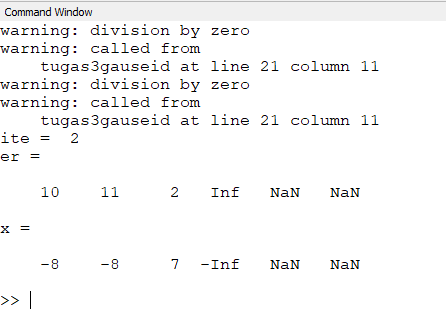 Command Window
warning: division by zero
warning: called from
    tugas3gauseid at line 21 column 11
warning: division by zero
warning: called from
    tugas3gauseid at line 21 column 11
ite =  2
er =
    10    11     2   Inf   NaN   NaN
x =
    -8    -8     7  -Inf   NaN   NaN
>> |